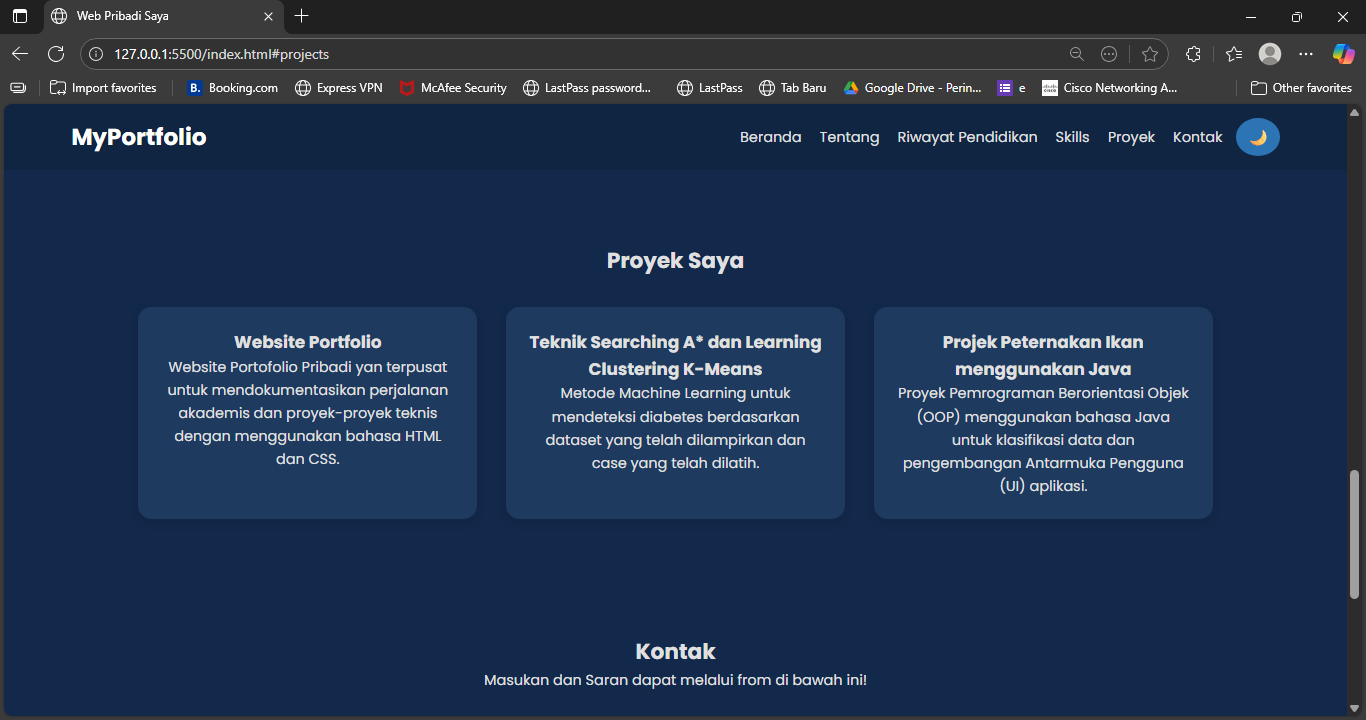 Web Pribadi Saya
127.0.0.1:5500/index.html#projects
Import favorites
B. Booking.com
Express VPN
McAfee Security
LastPass password...
LastPass
Tab Baru
Google Drive - Perin...
e
Cisco Networking A...
Other favorites
MyPortfolio
Beranda Tentang Riwayat Pendidikan Skills Proyek Kontak
Proyek Saya
Website Portfolio
Website Portofolio Pribadi yan terpusat
untuk mendokumentasikan perjalanan
akademis dan proyek-proyek teknis
dengan menggunakan bahasa HTML
dan CSS.
Teknik Searching A* dan Learning
Clustering K-Means
Metode Machine Learning untuk
mendeteksi diabetes berdasarkan
dataset yang telah dilampirkan dan
case yang telah dilatih.
Projek Peternakan Ikan
menggunakan Java
Proyek Pemrograman Berorientasi Objek
(OOP) menggunakan bahasa Java
untuk klasifikasi data dan
pengembangan Antarmuka Pengguna
(UI) aplikasi.
Kontak
Masukan dan Saran dapat melalui from di bawah ini!